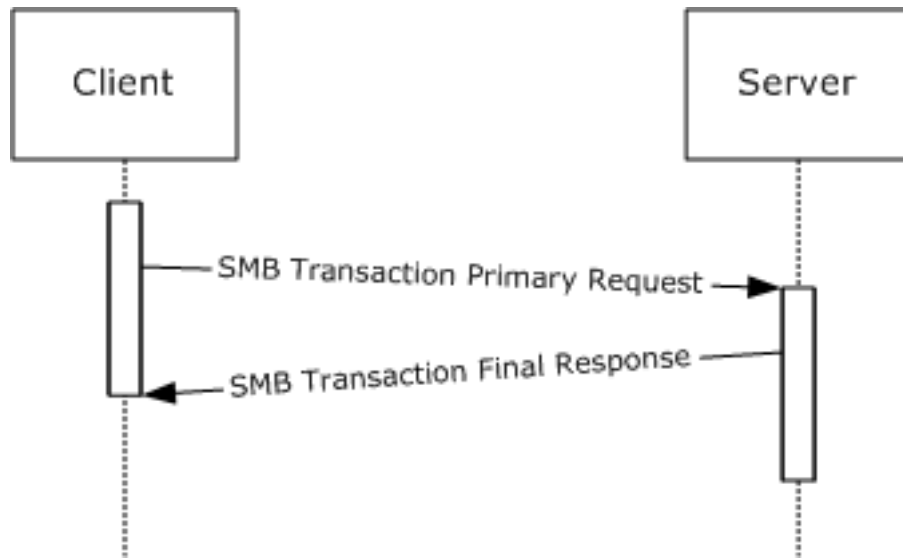 Client
Server
SMB Transaction Primary Request
SMB Transaction Final Response